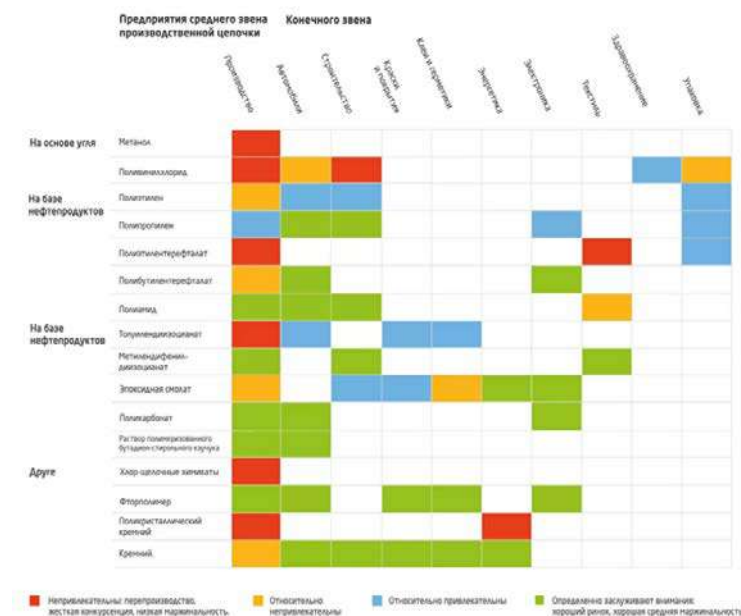 Предприятия среднего звена
производственной цепочки
Конечного звена
Производство
Автомобили
Строительство
Краски
и покрытия
Клеи и герметики
Энергетика
Электроника
Текстиль
Здравоохранение
Упаковка
На основе угля
Метанол
Поливинилхлорид
На базе
нефтепродуктов
Полиэтилен
Полипропилен
Полиэтилентерефталат
Полибутилентерефталат
Полиамид
На базе
нефтепродуктов
Толуилендиизоцианат
Метилендифенил-
диизоцианат
Эпоксидная смолат
Поликарбонат
Раствор полимеризованного
бутадиен-стирольного каучука
Друге
Хлор-щелочные химикаты
Фторполимер
Поликристаллический
кремний
Кремний.
Непривлекательны: перепроизводство,
жесткая конкуренция, низкая маржинальность.
Относительно
непривлекательны
Относительно привлекательны
Определенно заслуживают внимания:
хороший рынок, хорошая средняя маржинальность